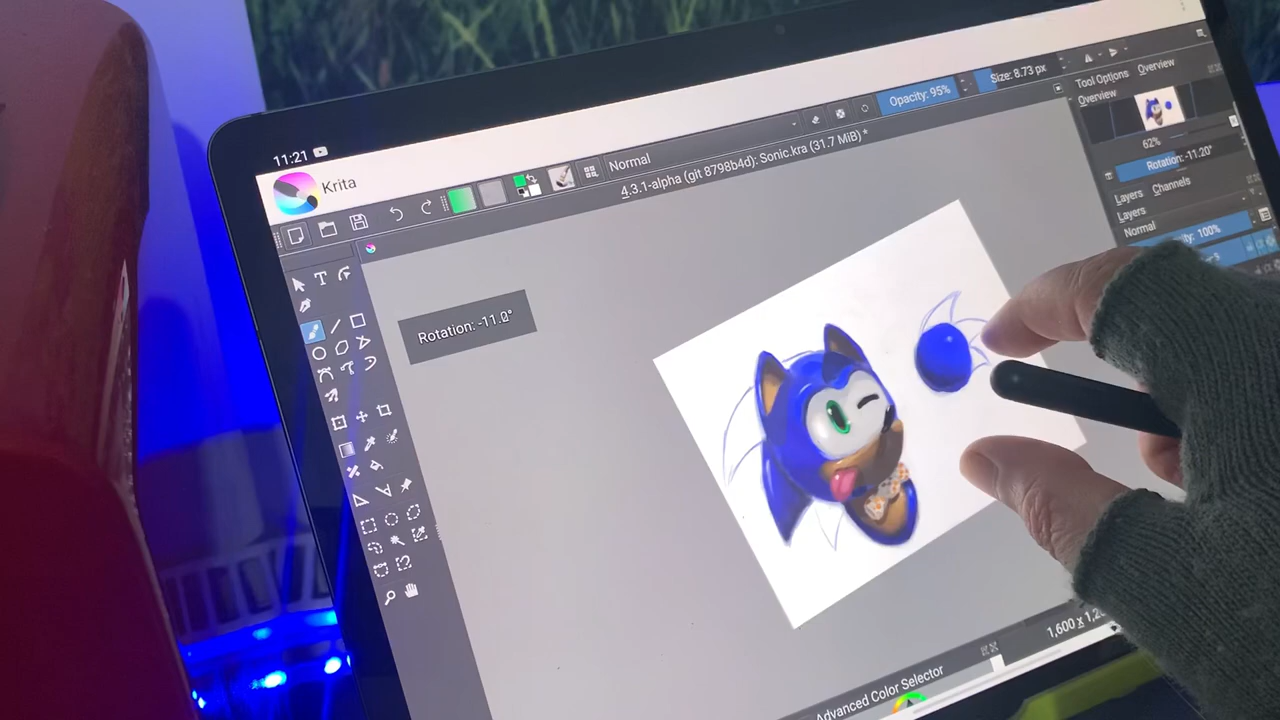 11:21
Krita
Normal
Opacity: 95%
Size: 8.73 px
4.3.1-alpha (git 8798b4d): Sonic.kra (31.7 MiB) *
Tool Options
Overview
Overview
62%
Rotation: -11.20°
Layers
Channels
Layers
Normal
100%
Rotation: -11.0°
Advanced Color Selector